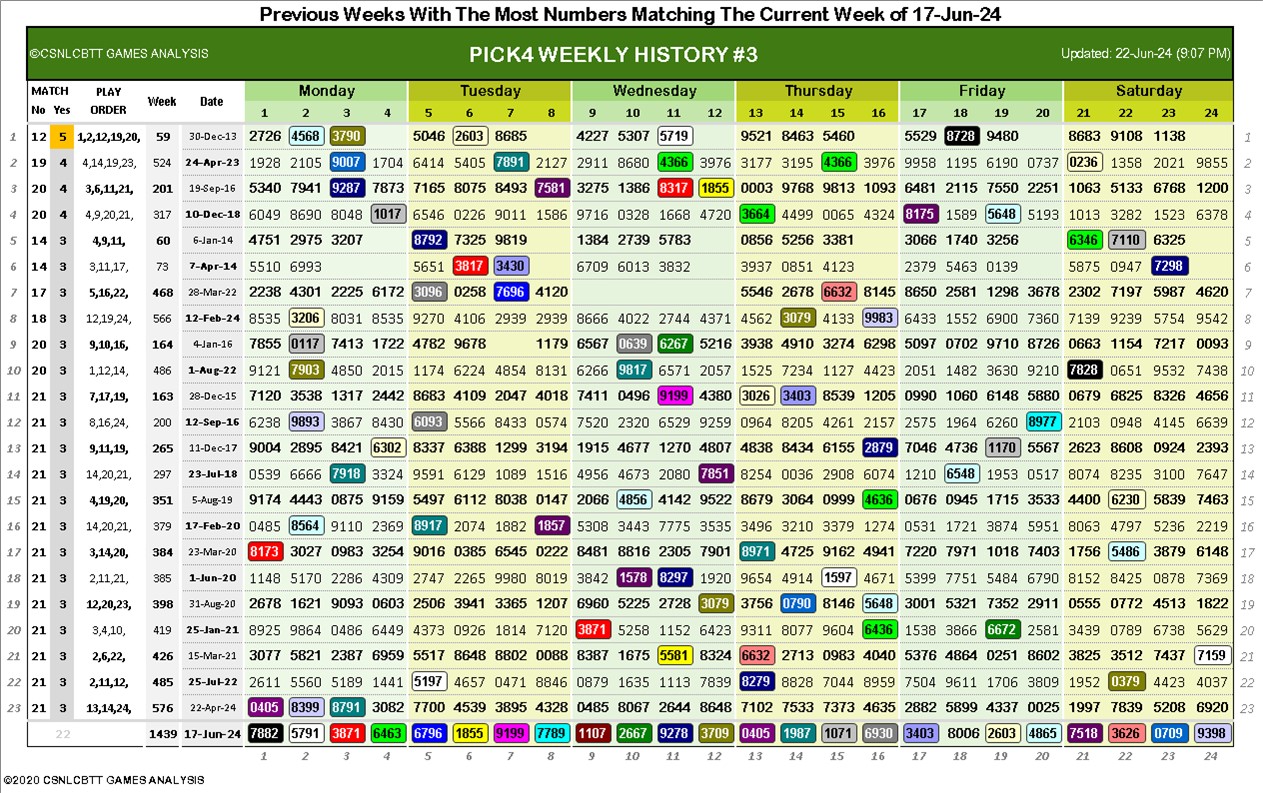 Previous Weeks With The Most Numbers Matching The Current Week of 17-Jun-24
©CSNLCBTT GAMES ANALYSIS PICK4 WEEKLY HISTORY #3 Updated: 22-Jun-24 (9:07 PM)
MATCH PLAY Week Date Monday Tuesday Wednesday Thursday Friday Saturday
No Yes ORDER 1 2 3 4 5 6 7 8 9 10 11 12 13 14 15 16 17 18 19 20 21 22 23 24
1 12 5 1,2,12,19,20, 59 30-Dec-13 2726 4568 3790 5046 2603 8685 4227 5307 5719 9521 8463 5460 5529 8728 9480 8683 9108 1138 1
2 19 4 4,14,19,23, 524 24-Apr-23 1928 2105 9007 1704 6414 5405 7891 2127 2911 8680 4366 3976 3177 3195 4366 3976 9958 1195 6190 0737 0236 1358 2021 9855 2
3 20 4 3,6,11,21, 201 19-Sep-16 5340 7941 9287 7873 7165 8075 8493 7581 3275 1386 8317 1855 0003 9768 9813 1093 6481 2115 7550 2251 1063 5133 6768 1200 3
4 20 4 4,9,20,21, 317 10-Dec-18 6049 8690 8048 1017 6546 0226 9011 1586 9716 0328 1668 4720 3664 4499 0065 4324 8175 1589 5648 5193 1013 3282 1523 6378 4
5 14 3 4,9,11, 60 6-Jan-14 4751 2975 3207 8792 7325 9819 1384 2739 5783 0856 5256 3381 3066 1740 3256 6346 7110 6325 5
6 14 3 3,11,17, 73 7-Apr-14 5510 6993 5651 3817 3430 6709 6013 3832 3937 0851 4123 2379 5463 0139 5875 0947 7298 6
7 17 3 5,16,22, 468 28-Mar-22 2238 4301 2225 6172 3096 0258 7696 4120 5546 2678 6632 8145 8650 2581 1298 3678 2302 7197 5987 4620 7
8 18 3 12,19,24, 566 12-Feb-24 8535 3206 8031 8535 9270 4106 2939 2939 8666 4022 2744 4371 4562 3079 4133 9983 6433 1552 6900 7360 7139 9239 5754 9542 8
9 20 3 9,10,16, 164 4-Jan-16 7855 0117 7413 1722 4782 9678 1179 6567 0639 6267 5216 3938 4910 3274 6298 5097 0702 9710 8726 0663 1154 7217 0093 9
10 20 3 1,12,14, 486 1-Aug-22 9121 7903 4850 2015 1174 6224 4854 8131 6266 9817 6571 2057 1525 7234 1127 4423 2051 1482 3630 9210 7828 0651 9532 7438 10
11 21 3 7,17,19, 163 28-Dec-15 7120 3538 1317 2442 8683 4109 2047 4018 7411 0496 9199 4380 3026 3403 8539 1205 0990 1060 6148 5880 0679 6825 8326 4656 11
12 21 3 8,16,24, 200 12-Sep-16 6238 9893 3867 8430 6093 5566 8433 0574 7520 2320 6529 9259 0964 8205 4261 2157 2575 1964 6260 8977 2103 0948 4145 6639 12
13 21 3 9,11,19, 265 11-Dec-17 9004 2895 8421 6302 8337 6388 1299 3194 1915 4677 1270 4807 4838 8434 6155 2879 7046 4736 1170 5567 2623 8608 0924 2393 13
14 21 3 14,20,21, 297 23-Jul-18 0539 6666 7918 3324 9591 6129 1089 1516 4956 4673 2080 7851 8254 0036 2908 6074 1210 6548 1953 0517 8074 8235 3100 7647 14
15 21 3 4,19,20, 351 5-Aug-19 9174 4443 0875 9159 5497 6112 8038 0147 2066 4856 4142 9522 8679 3064 0999 4636 0676 0945 1715 3533 4400 6230 5839 7463 15
16 21 3 14,20,21, 379 17-Feb-20 0485 8564 9110 2369 8917 2074 1882 1857 5308 3443 7775 3535 3496 3210 3379 1274 0531 1721 3874 5951 8063 4797 5236 2219 16
17 21 3 3,14,20, 384 23-Mar-20 8173 3027 0983 3254 9016 0385 6545 0222 8481 8816 2305 7901 8971 4725 9162 4941 7220 7971 1018 7403 1756 5486 3879 6148 17
18 21 3 2,11,21, 385 1-Jun-20 1148 5170 2286 4309 2747 2265 9980 8019 3842 1578 8297 1920 9654 4914 1597 4671 5399 7751 5484 6790 8152 8425 0878 7369 18
19 21 3 12,20,23, 398 31-Aug-20 2678 1621 9093 0603 2506 3941 3365 1207 6960 5225 2728 3079 3756 0790 8146 5648 3001 5321 7352 2911 0555 0772 4513 1822 19
20 21 3 3,4,10, 419 25-Jan-21 8925 9864 0486 6449 4373 0926 1814 7120 3871 5258 1152 6423 9311 8077 9604 6436 1538 3866 6672 2581 3439 0789 6738 5629 20
21 21 3 2,6,22, 426 15-Mar-21 3077 5821 2387 6959 5517 8648 8802 0088 8387 1675 5581 8324 6632 2713 0983 4040 5376 4864 0251 8602 3825 3512 7437 7159 21
22 21 3 2,11,12, 485 25-Jul-22 2611 5560 5189 1441 5197 4657 0471 8846 0879 1635 1113 7839 8279 8828 7044 8959 7504 9611 1706 3809 1952 0379 4423 4037 22
23 21 3 13,14,24, 576 22-Apr-24 0405 8399 8791 3082 7700 4539 3895 4328 0485 8067 2644 8648 7102 7533 7373 4635 2882 5899 4337 0025 1997 7839 5208 6920 23
22 1439 17-Jun-24 7882 5791 3871 6463 6796 1855 9199 7789 1107 2667 9278 3709 0405 1987 1071 6930 3403 8006 2603 4865 7518 3626 0709 9398
1 2 3 4 5 6 7 8 9 10 11 12 13 14 15 16 17 18 19 20 21 22 23 24
©2020 CSNLCBTT GAMES ANALYSIS